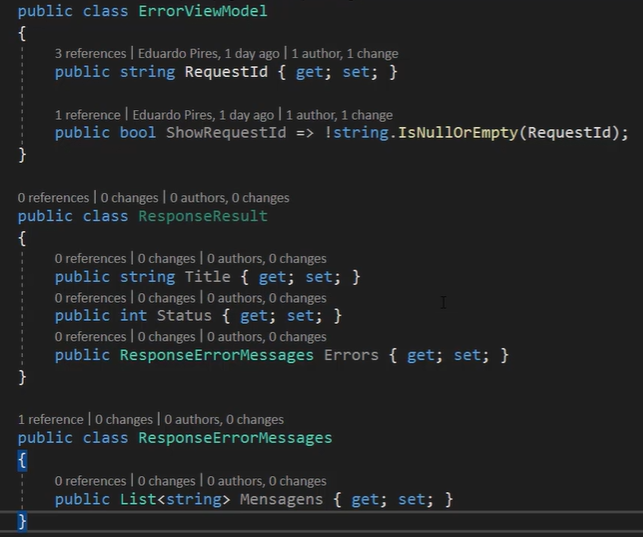 public class ErrorViewModel
{
3 references | Eduardo Pires, 1 day ago | 1 author, 1 change
public string RequestId { get; set; }
1 reference | Eduardo Pires, 1 day ago | 1 author, 1 change
public bool ShowRequestId => !string.IsNullOrEmpty(RequestId);
}
0 references | 0 changes | 0 authors, 0 changes
public class ResponseResult
{
0 references | 0 changes | 0 authors, 0 changes
public string Title { get; set; }
0 references | 0 changes | 0 authors, 0 changes
public int Status { get; set; }
0 references | 0 changes | 0 authors, 0 changes
public ResponseErrorMessages Errors { get; set; }
}
1 reference | 0 changes | 0 authors, 0 changes
public class ResponseErrorMessages
{
0 references | 0 changes | 0 authors, 0 changes
public List<string> Mensagens { get; set; }
}